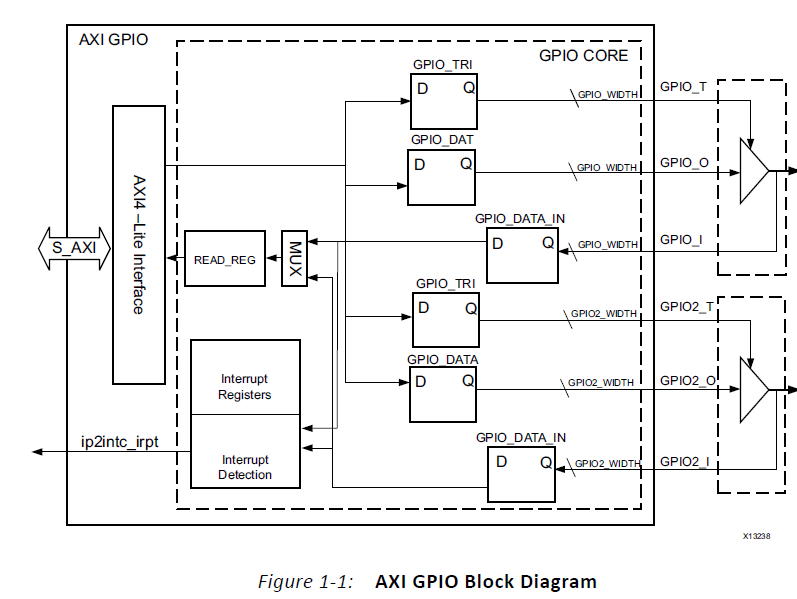 AXI GPIO
GPIO CORE
GPIO_TRI
D Q
GPIO_WIDTH
GPIO_T
GPIO_DAT
D Q
GPIO_WIDTH
GPIO_O
AXI4-Lite Interface
S_AXI
READ_REG
MUX
GPIO_DATA_IN
D Q
GPIO_WIDTH
GPIO_I
GPIO_TRI
D Q
GPIO2_WIDTH
GPIO2_T
GPIO_DATA
D Q
GPIO2_WIDTH
GPIO2_O
Interrupt
Registers
ip2intc_irpt
Interrupt
Detection
GPIO_DATA_IN
D Q
GPIO2_WIDTH
GPIO2_I
X13238
Figure 1-1: AXI GPIO Block Diagram